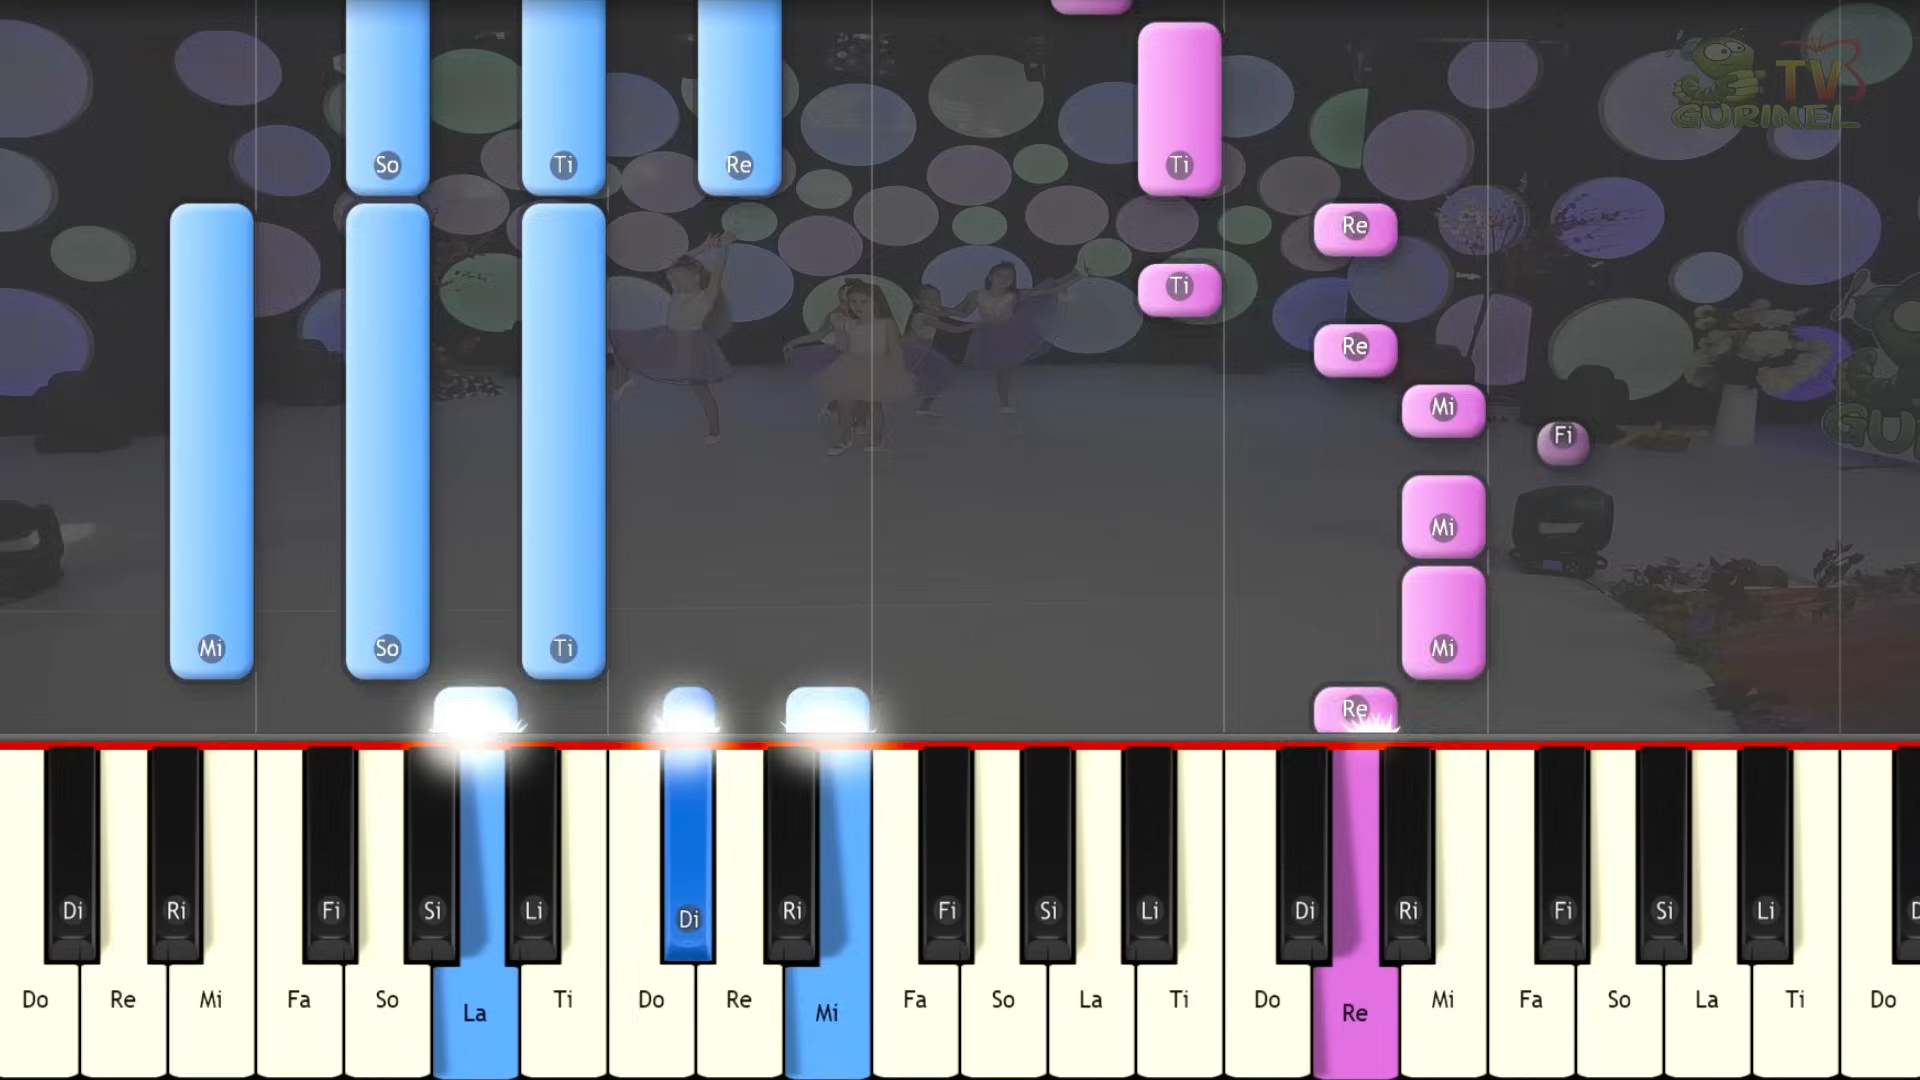 TV
GURINEL
So Ti Re Ti
Re
Ti
Re
Mi
Fi
Mi
Mi So Ti Mi
Re
Di Ri Fi Si Li Di Ri Fi Si Li Di Ri Fi Si Li
Do Re Mi Fa So La Ti Do Re Mi Fa So La Ti Do Re Mi Fa So La Ti Do